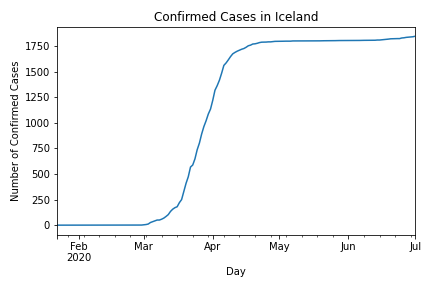 Confirmed Cases in Iceland
Number of Confirmed Cases
1750
1500
1250
1000
750
500
250
0
Feb Mar Apr May Jun Jul
2020
Day